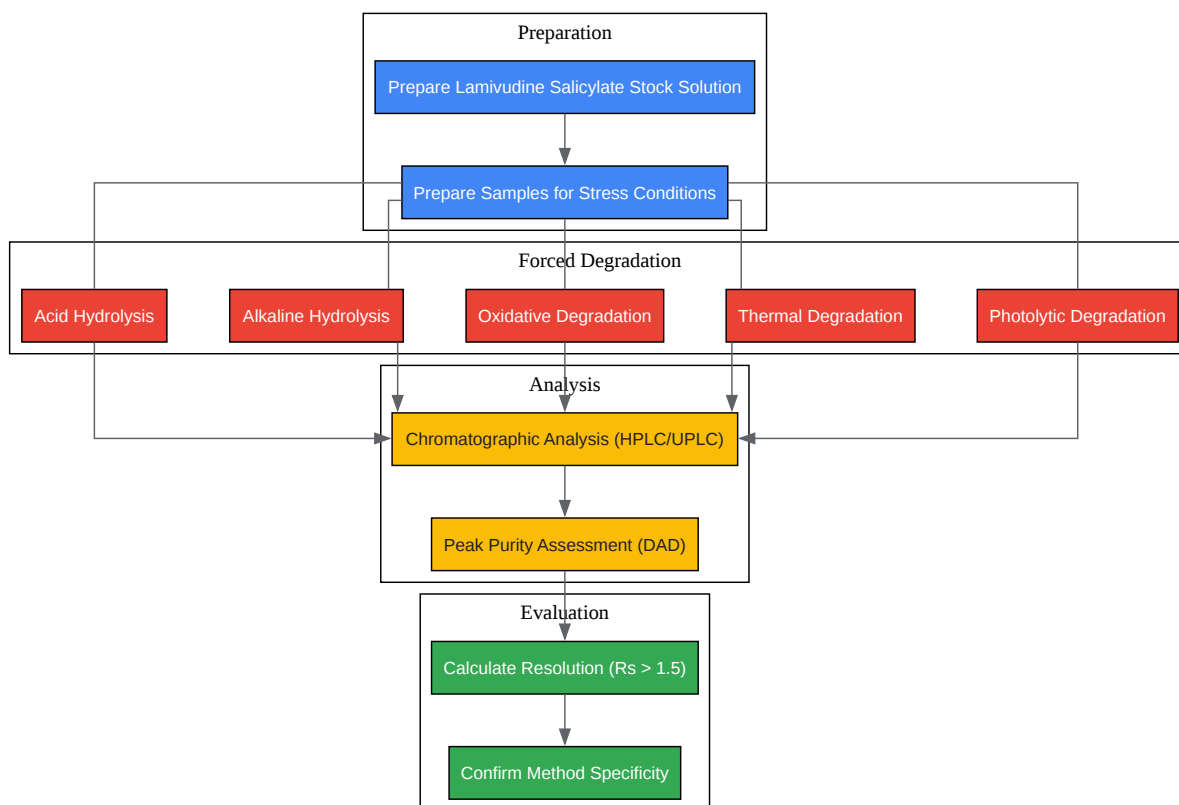 Preparation
Prepare Lamivudine Salicylate Stock Solution
Prepare Samples for Stress Conditions
Forced Degradation
Acid Hydrolysis
Alkaline Hydrolysis
Oxidative Degradation
Thermal Degradation
Photolytic Degradation
Analysis
Chromatographic Analysis (HPLC/UPLC)
Peak Purity Assessment (DAD)
Evaluation
Calculate Resolution (Rs > 1.5)
Confirm Method Specificity